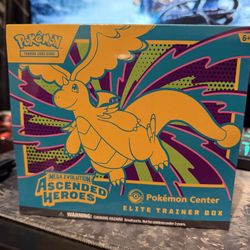 Pokémon
TRADING CARD GAME
6+
MEGA EVOLUTION
ASCENDED
HEROES
Pokémon Center
ELITE TRAINER BOX
WARNING: